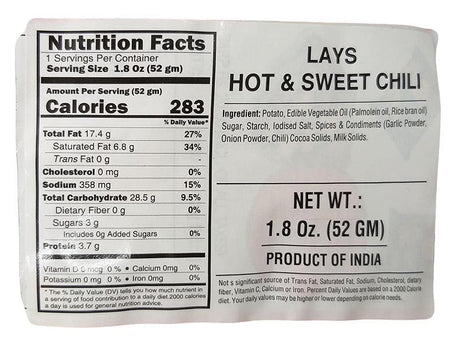 Nutrition Facts
1 Servings Per Container
Serving Size 1.8 Oz (52 gm)
Amount Per Serving (52 gm)
Calories 283
% Daily Value*
Total Fat 17.4 g 27%
Saturated Fat 6.8 g 34%
Trans Fat 0 g -
Cholesterol 0 mg 0%
Sodium 358 mg 15%
Total Carbohydrate 28.5 g 9.5%
Dietary Fiber 0 g 0%
Sugars 3 g
Includes 0g Added Sugars 0%
Protein 3.7 g
Vitamin D 0 mcg 0 % • Calcium 0mg 0%
Potassium 0 mg 0 % • Iron 0mg 0%
* The % Daily Value (DV) tells you how much nutrient in
a serving of food contribution to a daily diet.2000 calories
a day is used for general nutrition advice.
LAYS
HOT & SWEET CHILI
Ingredient: Potato, Edible Vegetable Oil (Palmolein oil, Rice bran oil)
Sugar, Starch, Iodised Salt, Spices & Condiments (Garlic Powder,
Onion Powder, Chili) Cocoa Solids, Milk Solids.
NET WT.:
1.8 Oz. (52 GM)
PRODUCT OF INDIA
Not s significant source of Trans Fat, Saturated Fat, Sodium, Cholesterol, dietary
fiber, Vitamin C, Calcium or Iron. Percent Daily Values are based on a 2000 Calorie
diet. Your daily values may be higher or lower depending on calorie needs.